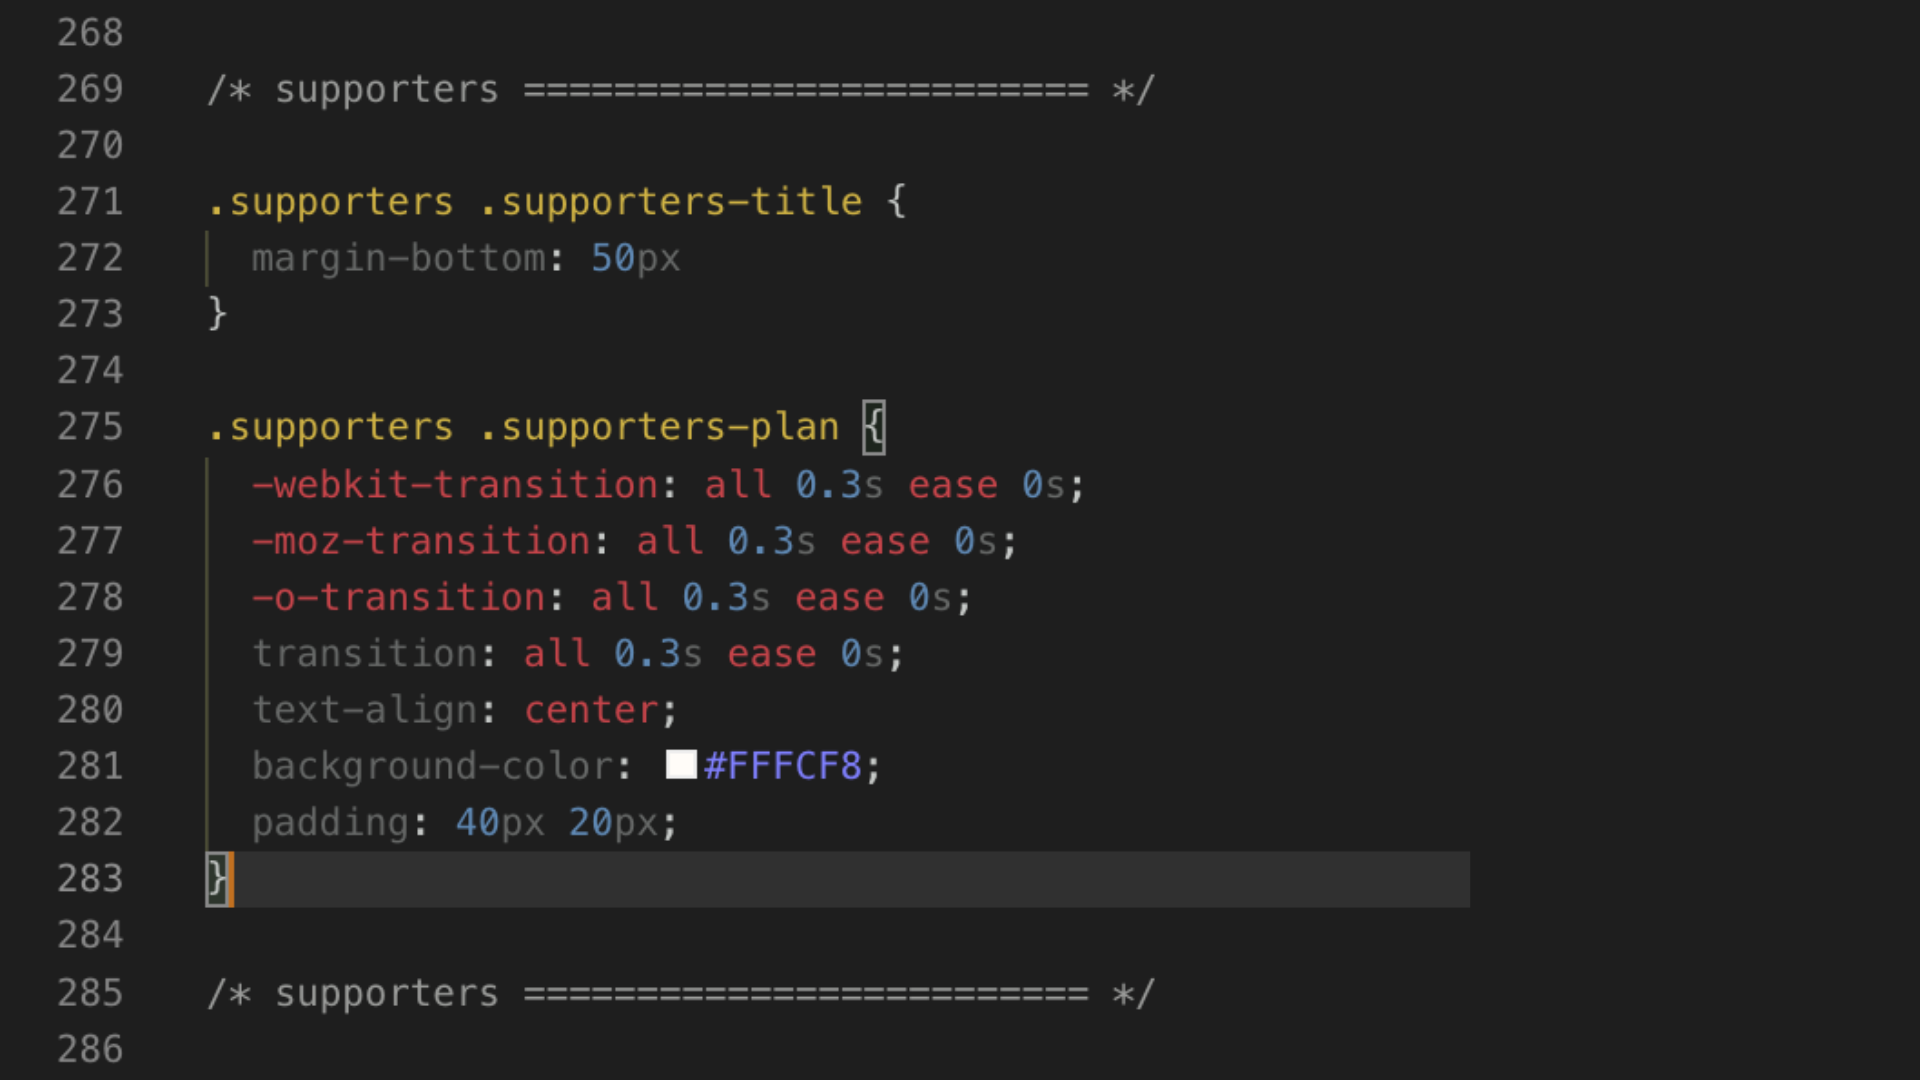 268
269 /* supporters ========================= */
270
271 .supporters .supporters-title {
272 margin-bottom: 50px
273 }
274
275 .supporters .supporters-plan {
276 -webkit-transition: all 0.3s ease 0s;
277 -moz-transition: all 0.3s ease 0s;
278 -o-transition: all 0.3s ease 0s;
279 transition: all 0.3s ease 0s;
280 text-align: center;
281 background-color: #FFFCF8;
282 padding: 40px 20px;
283 }
284
285 /* supporters ========================= */
286